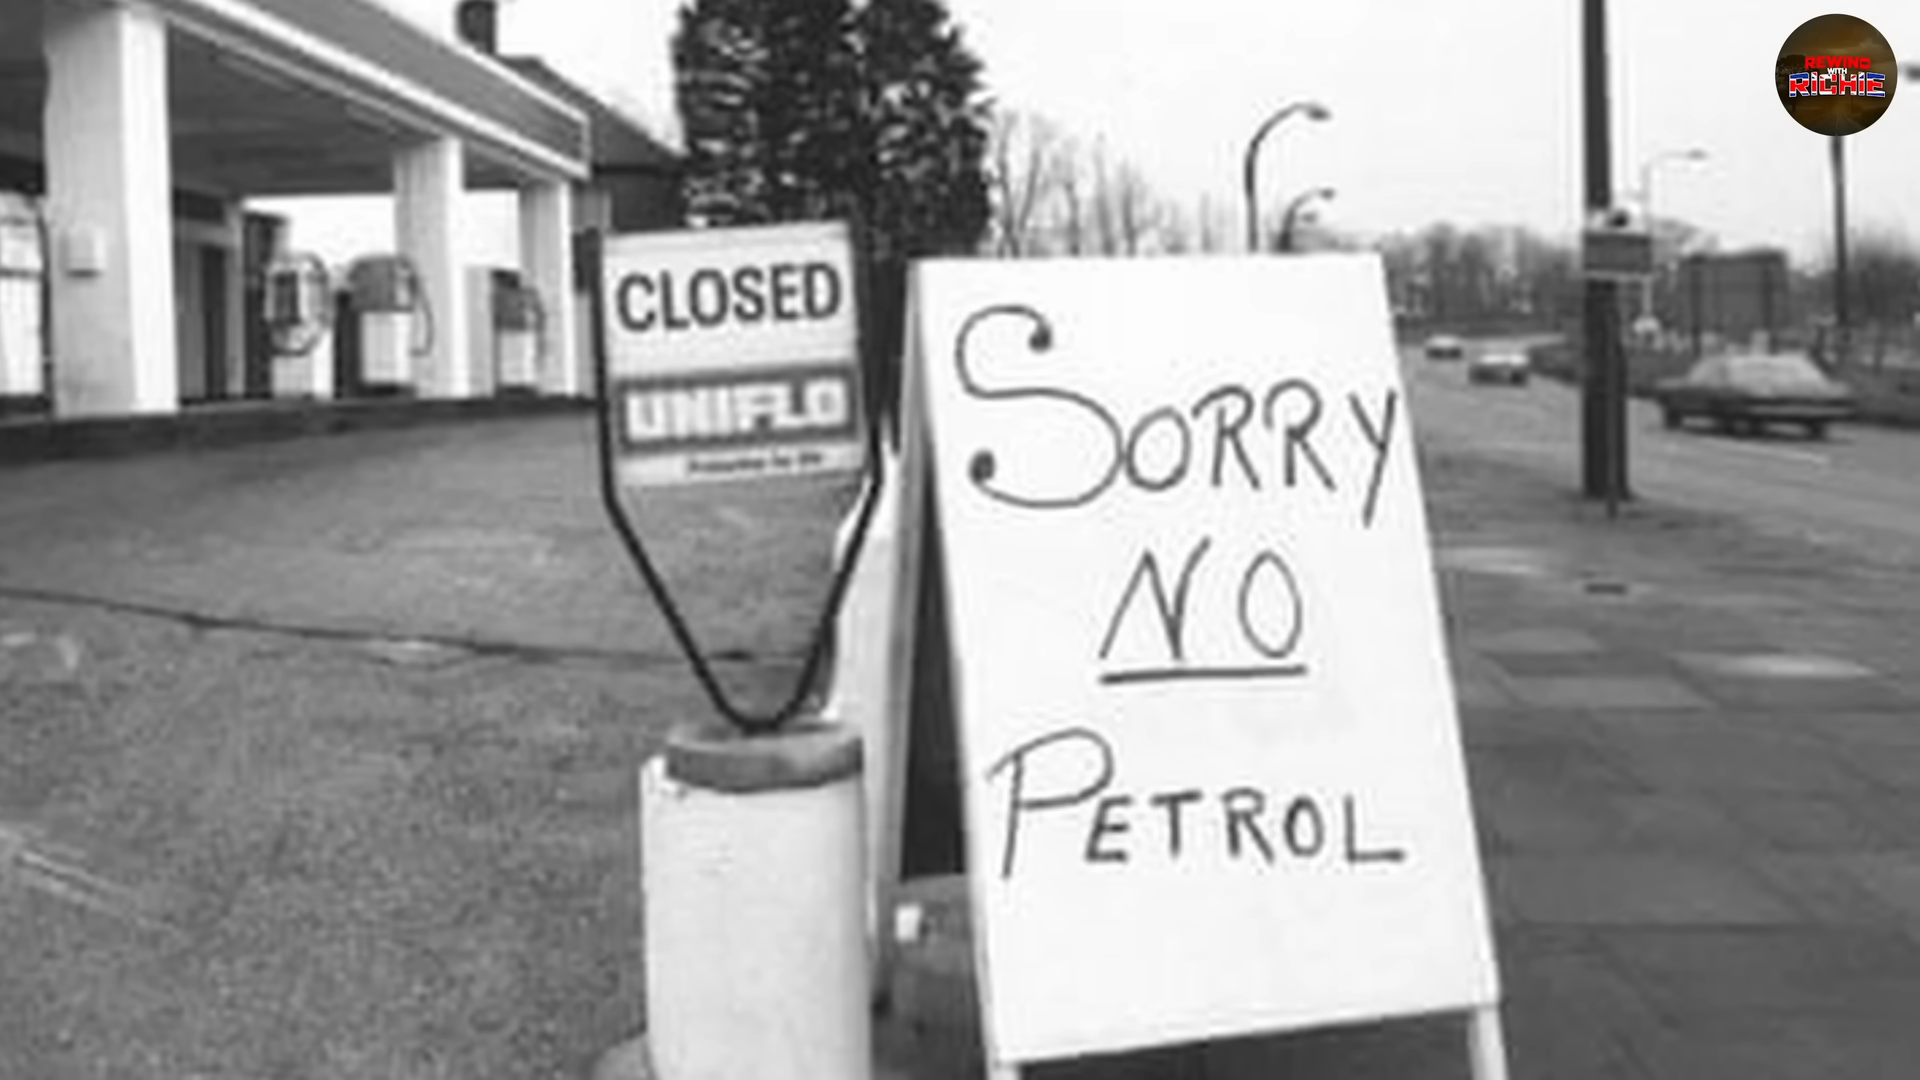 REWIND
WITH
RICHIE
CLOSED
UNIFLO
SORRY
NO
PETROL